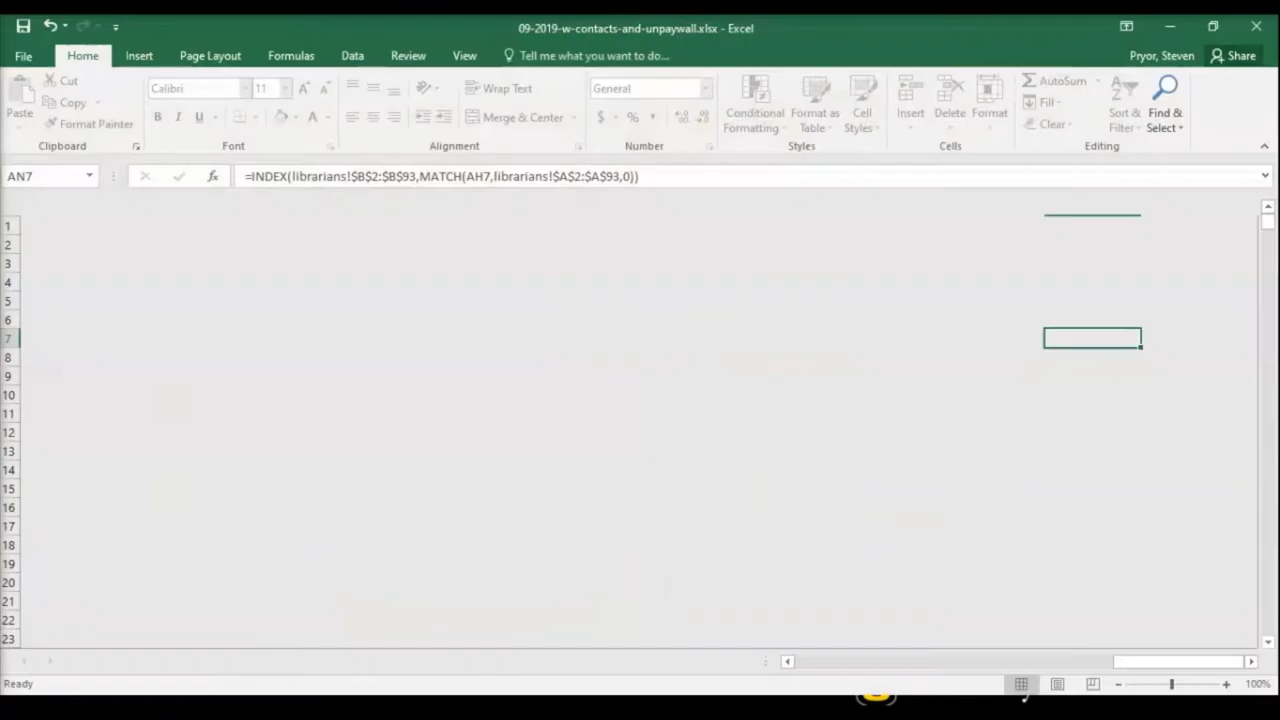 09-2019-w-contacts-and-unpaywall.xlsx - Excel
File Home Insert Page Layout Formulas Data Review View Tell me what you want to do... Pryor, Steven Share
Paste Cut Copy Format Painter
Calibri 11
B I U A
Wrap Text
Merge & Center
General
$ %
Conditional Formatting Format as Table Cell Styles
Insert Delete Format
AutoSum
Fill
Clear
Sort & Filter Find & Select
Clipboard Font Alignment Number Styles Cells Editing
AN7 fx =INDEX(librarians!$B$2:$B$93,MATCH(AH7,librarians!$A$2:$A$93,0))
1
2
3
4
5
6
7
8
9
10
11
12
13
14
15
16
17
18
19
20
21
22
23
Ready 100%